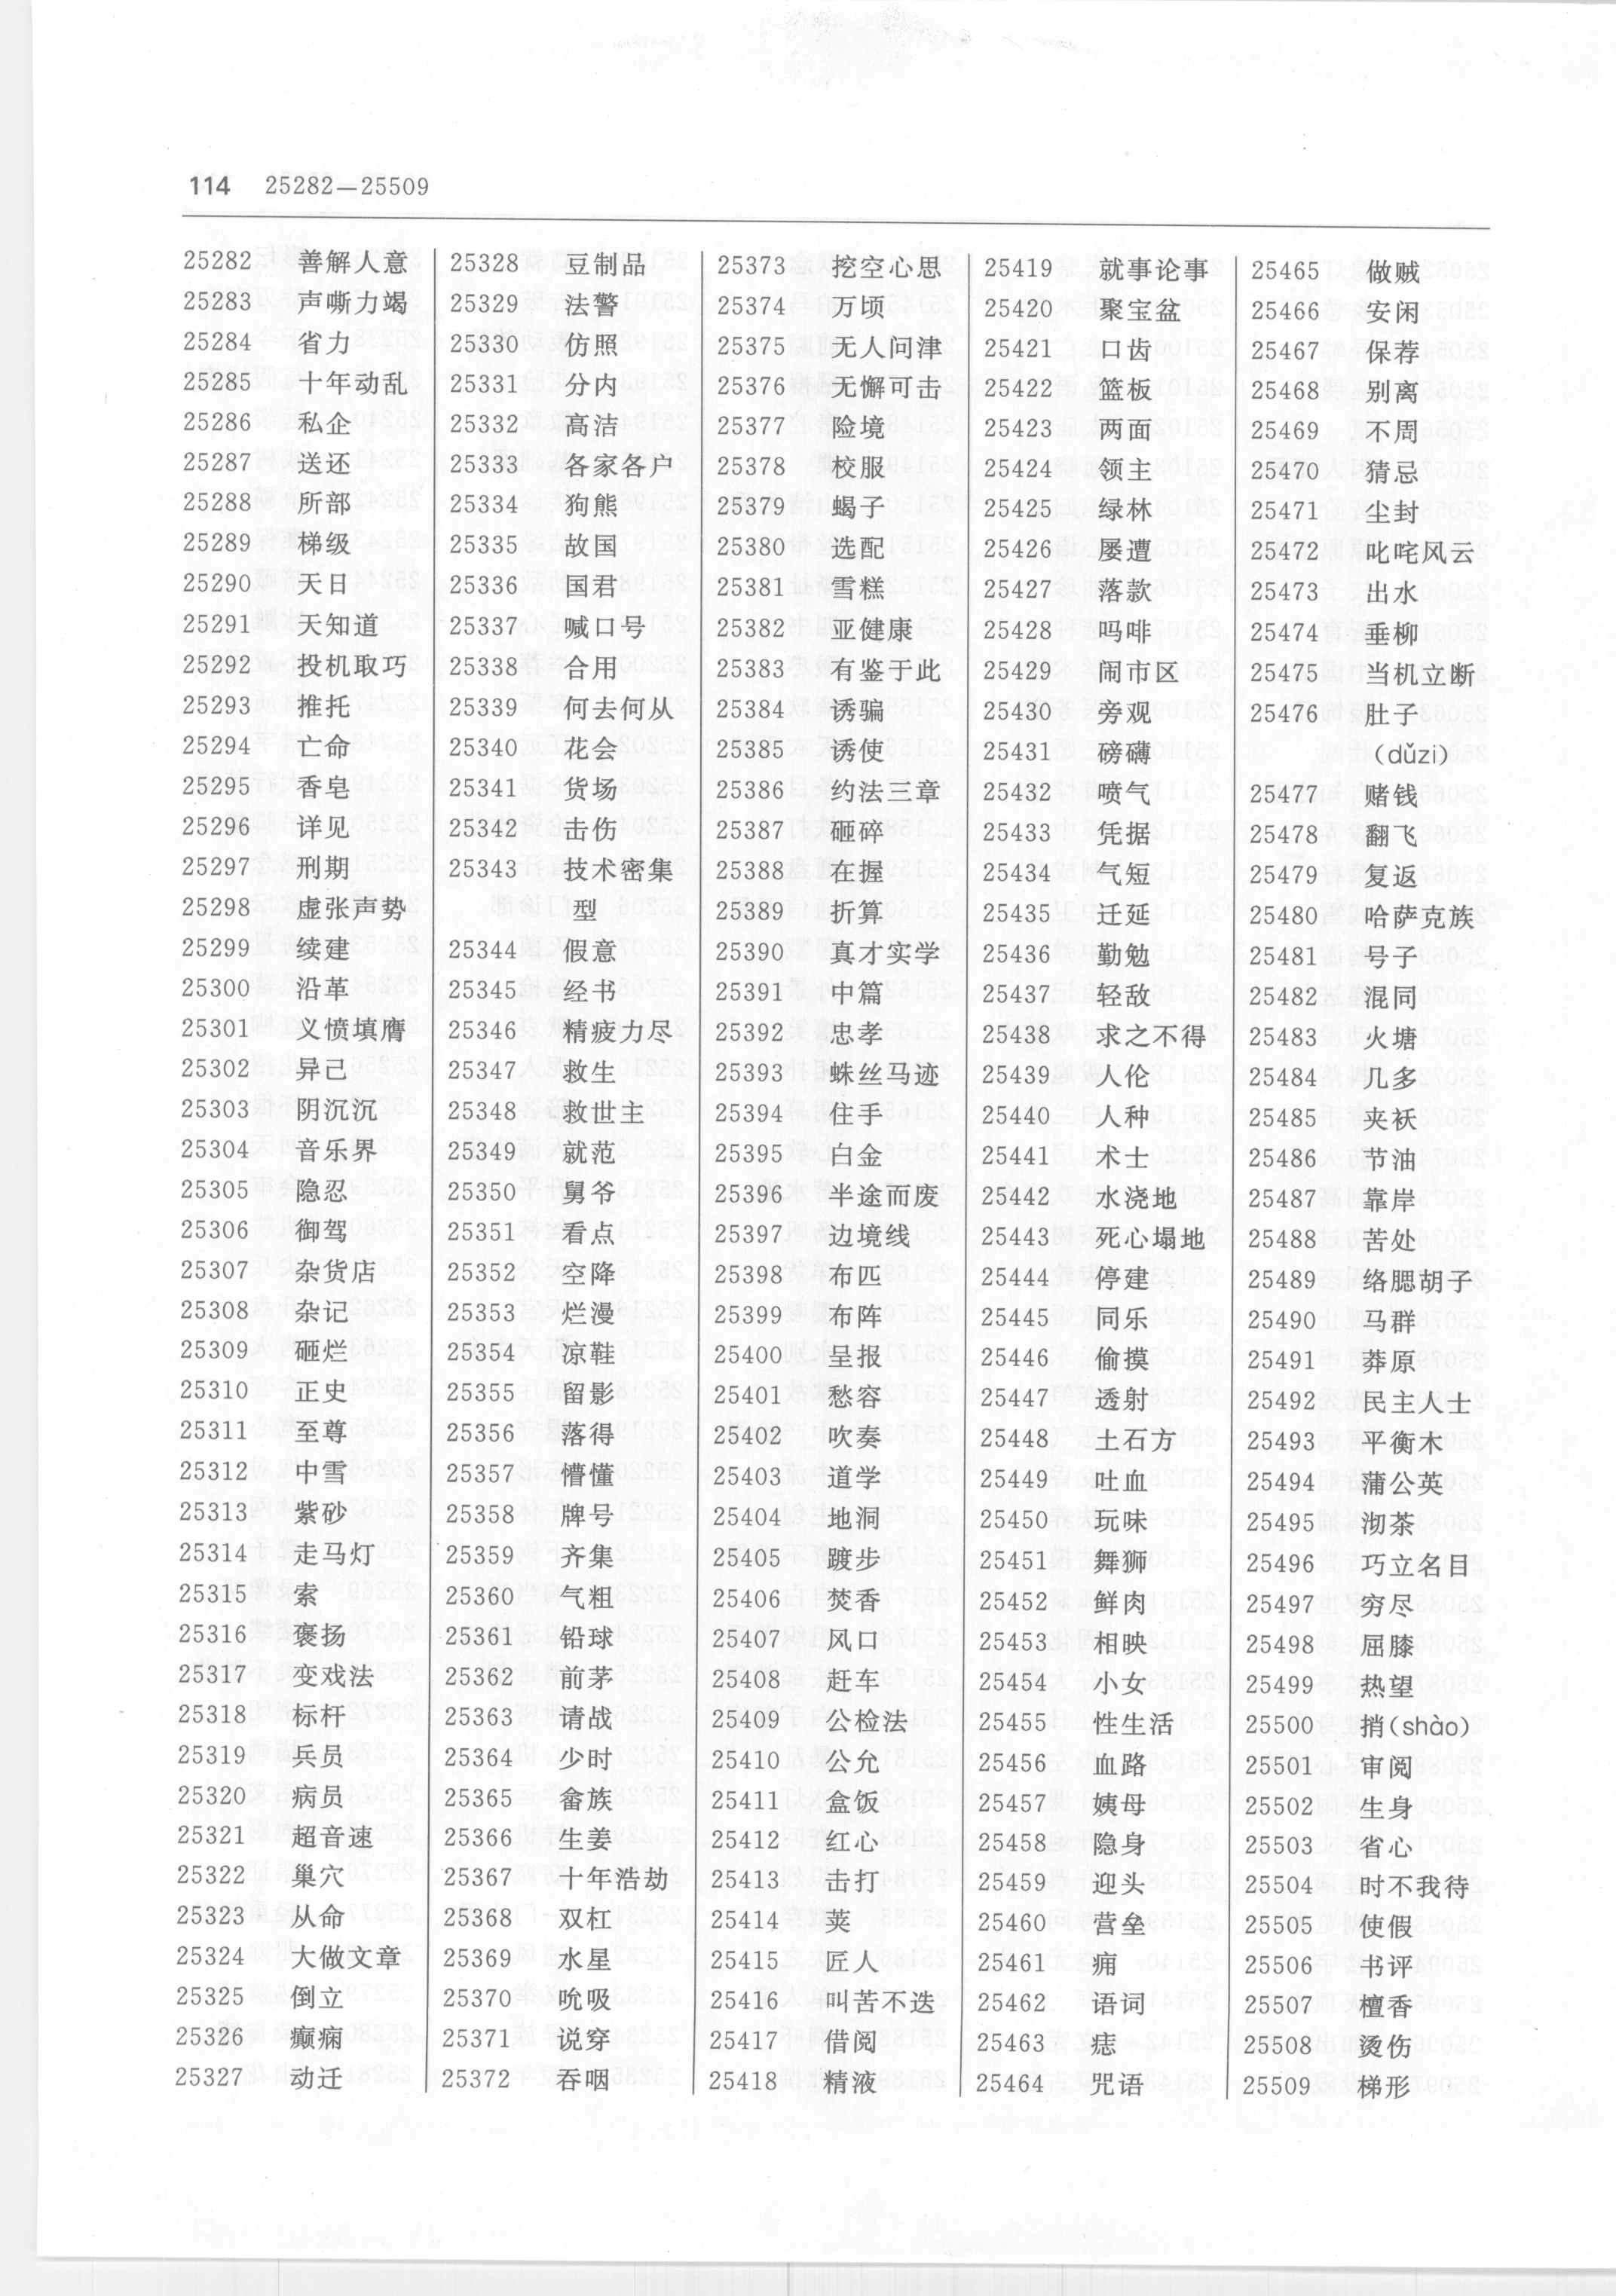 114 25282—25509
25282 善解人意
25283 声嘶力竭
25284 省力
25285 十年动乱
25286 私企
25287 送还
25288 所部
25289 梯级
25290 天日
25291 天知道
25292 投机取巧
25293 推托
25294 亡命
25295 香皂
25296 详见
25297 刑期
25298 虚张声势
25299 续建
25300 沿革
25301 义愤填膺
25302 异己
25303 阴沉沉
25304 音乐界
25305 隐忍
25306 御驾
25307 杂货店
25308 杂记
25309 砸烂
25310 正史
25311 至尊
25312 中雪
25313 紫砂
25314 走马灯
25315 索
25316 褒扬
25317 变戏法
25318 标杆
25319 兵员
25320 病员
25321 超音速
25322 巢穴
25323 从命
25324 大做文章
25325 倒立
25326 癫痫
25327 动迁
25328 豆制品
25329 法警
25330 仿照
25331 分内
25332 高洁
25333 各家各户
25334 狗熊
25335 故国
25336 国君
25337 喊口号
25338 合用
25339 何去何从
25340 花会
25341 货场
25342 击伤
25343 技术密集
型
25344 假意
25345 经书
25346 精疲力尽
25347 救生
25348 救世主
25349 就范
25350 舅爷
25351 看点
25352 空降
25353 烂漫
25354 凉鞋
25355 留影
25356 落得
25357 懵懂
25358 牌号
25359 齐集
25360 气粗
25361 铅球
25362 前茅
25363 请战
25364 少时
25365 畲族
25366 生姜
25367 十年浩劫
25368 双杠
25369 水星
25370 吮吸
25371 说穿
25372 吞咽
25373 挖空心思
25374 万顷
25375 无人问津
25376 无懈可击
25377 险境
25378 校服
25379 蝎子
25380 选配
25381 雪糕
25382 亚健康
25383 有鉴于此
25384 诱骗
25385 诱使
25386 约法三章
25387 砸碎
25388 在握
25389 折算
25390 真才实学
25391 中篇
25392 忠孝
25393 蛛丝马迹
25394 住手
25395 白金
25396 半途而废
25397 边境线
25398 布匹
25399 布阵
25400 呈报
25401 愁容
25402 吹奏
25403 道学
25404 地洞
25405 踱步
25406 焚香
25407 风口
25408 赶车
25409 公检法
25410 公允
25411 盒饭
25412 红心
25413 击打
25414 荚
25415 匠人
25416 叫苦不迭
25417 借阅
25418 精液
25419 就事论事
25420 聚宝盆
25421 口齿
25422 篮板
25423 两面
25424 领主
25425 绿林
25426 屡遭
25427 落款
25428 吗啡
25429 闹市区
25430 旁观
25431 磅礴
25432 喷气
25433 凭据
25434 气短
25435 迁延
25436 勤勉
25437 轻敌
25438 求之不得
25439 人伦
25440 人种
25441 术士
25442 水浇地
25443 死心塌地
25444 停建
25445 同乐
25446 偷摸
25447 透射
25448 土石方
25449 吐血
25450 玩味
25451 舞狮
25452 鲜肉
25453 相映
25454 小女
25455 性生活
25456 血路
25457 姨母
25458 隐身
25459 迎头
25460 营垒
25461 痈
25462 语词
25463 痣
25464 咒语
25465 做贼
25466 安闲
25467 保荐
25468 别离
25469 不周
25470 猜忌
25471 尘封
25472 叱咤风云
25473 出水
25474 垂柳
25475 当机立断
25476 肚子
(dǔzi)
25477 赌钱
25478 翻飞
25479 复返
25480 哈萨克族
25481 号子
25482 混同
25483 火塘
25484 几多
25485 夹袄
25486 节油
25487 靠岸
25488 苦处
25489 络腮胡子
25490 马群
25491 莽原
25492 民主人士
25493 平衡木
25494 蒲公英
25495 沏茶
25496 巧立名目
25497 穷尽
25498 屈膝
25499 热望
25500 捎(shào)
25501 审阅
25502 生身
25503 省心
25504 时不我待
25505 使假
25506 书评
25507 檀香
25508 烫伤
25509 梯形